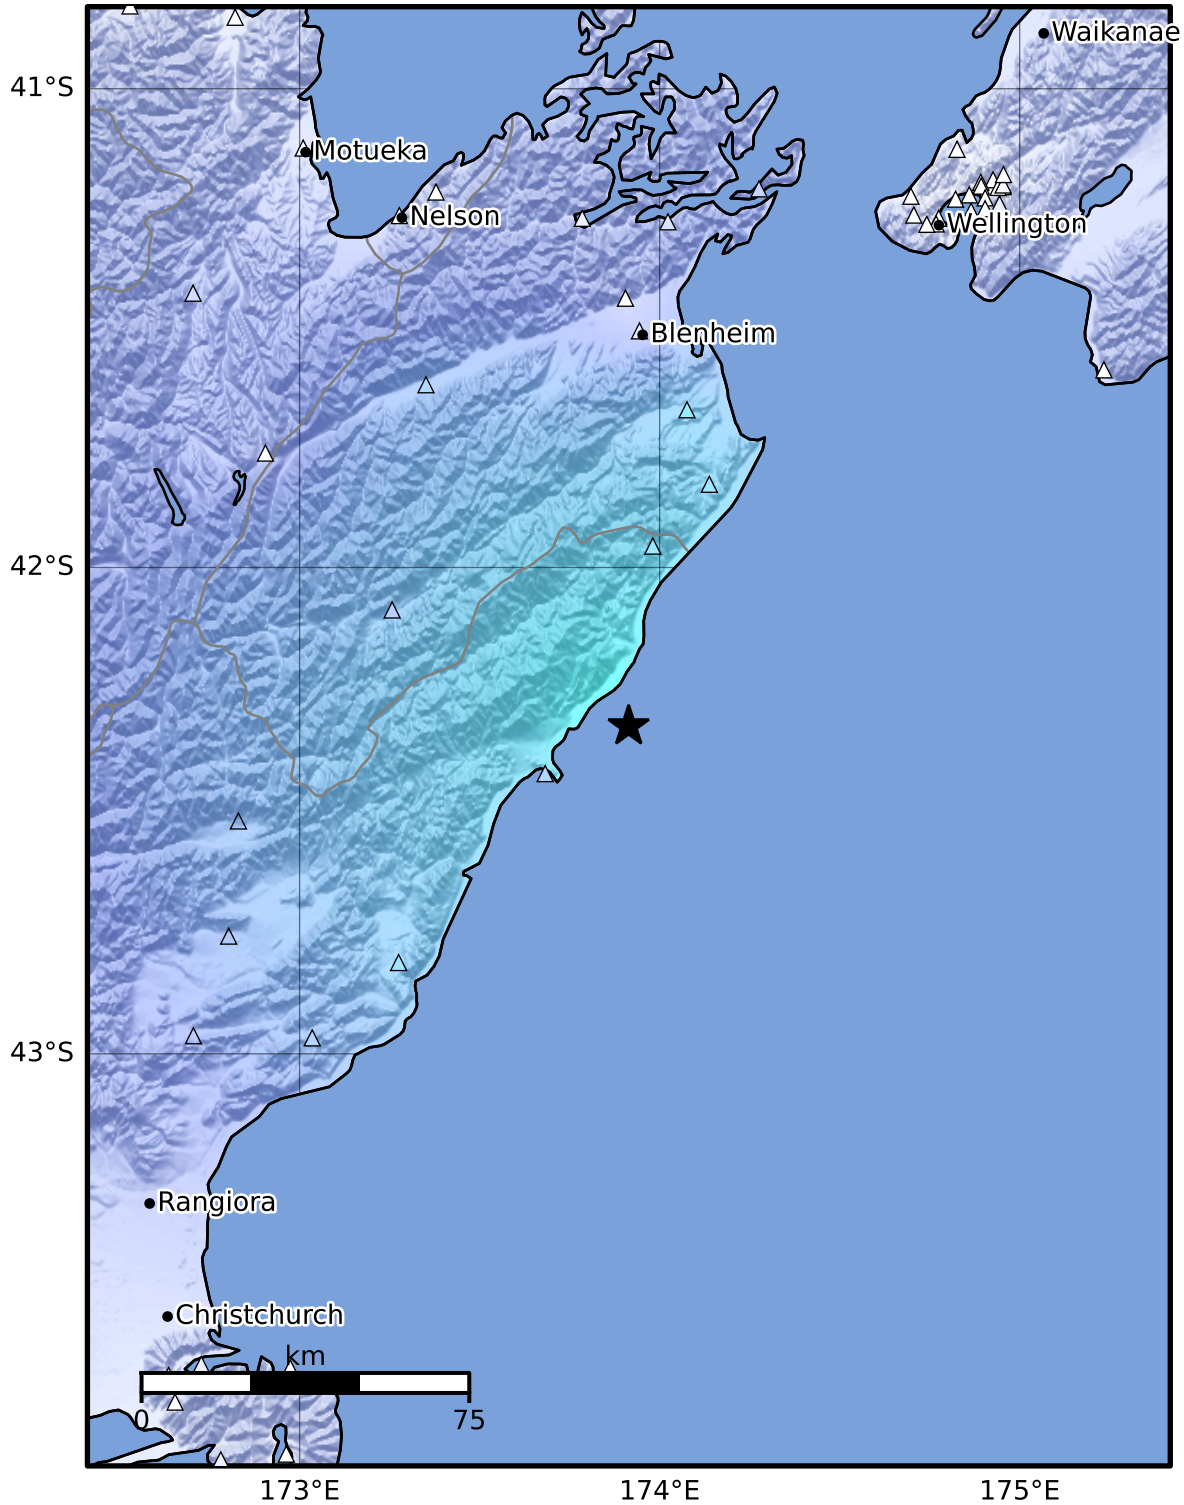 Waikanae
41°S
Motueka
Nelson
Wellington
Blenheim
42°S
43°S
Rangiora
Christchurch
km
0 75
173°E 174°E 175°E